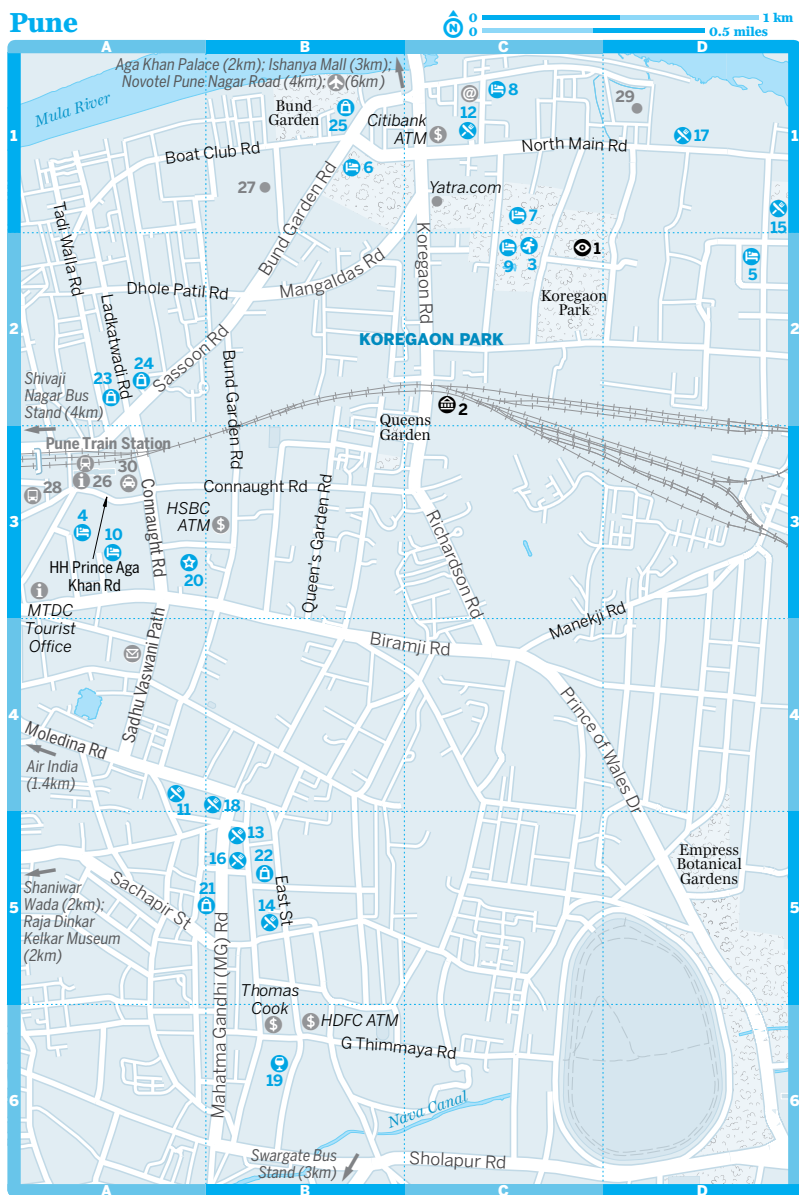 Pune
N
0 1 km
0 0.5 miles
A B C D
Aga Khan Palace (2km); Ishanya Mall (3km);
Novotel Pune Nagar Road (4km); (6km)
Mula River
Bund
Garden
25
Citibank
ATM
$
@
12
8
29
17
1
1
Boat Club Rd
North Main Rd
27
6
Yatra.com
7
15
Tadi Walla Rd
Bund Garden Rd
Koregaon Rd
9
3
1
5
Dhole Patil Rd
Mangaldas Rd
Koregaon
Park
Ladkatwadi Rd
2
2
KOREGAON PARK
Sassoon Rd
Bund Garden Rd
24
23
Shivaji
Nagar Bus
Stand (4km)
2
Queens
Garden
Pune Train Station
30
28
26
Connaught Rd
Connaught Rd
HSBC
ATM
$
3
3
4
10
HH Prince Aga
Khan Rd
20
Queen's Garden Rd
Richardson Rd
MTDC
Tourist
Office
Manekji Rd
Biramji Rd
Sadhu Vaswani Path
4
4
Prince of Wales Dr
Moledina Rd
Air India
(1.4km)
11
18
13
16
22
Empress
Botanical
Gardens
Shaniwar
Wada (2km);
Raja Dinkar
Kelkar Museum
(2km)
Sachapir St
21
East St
14
5
5
Mahatma Gandhi (MG) Rd
Thomas
Cook
$
$
HDFC ATM
G Thimmaya Rd
19
6
6
Nava Canal
Swargate Bus
Stand (3km)
Sholapur Rd
A B C D